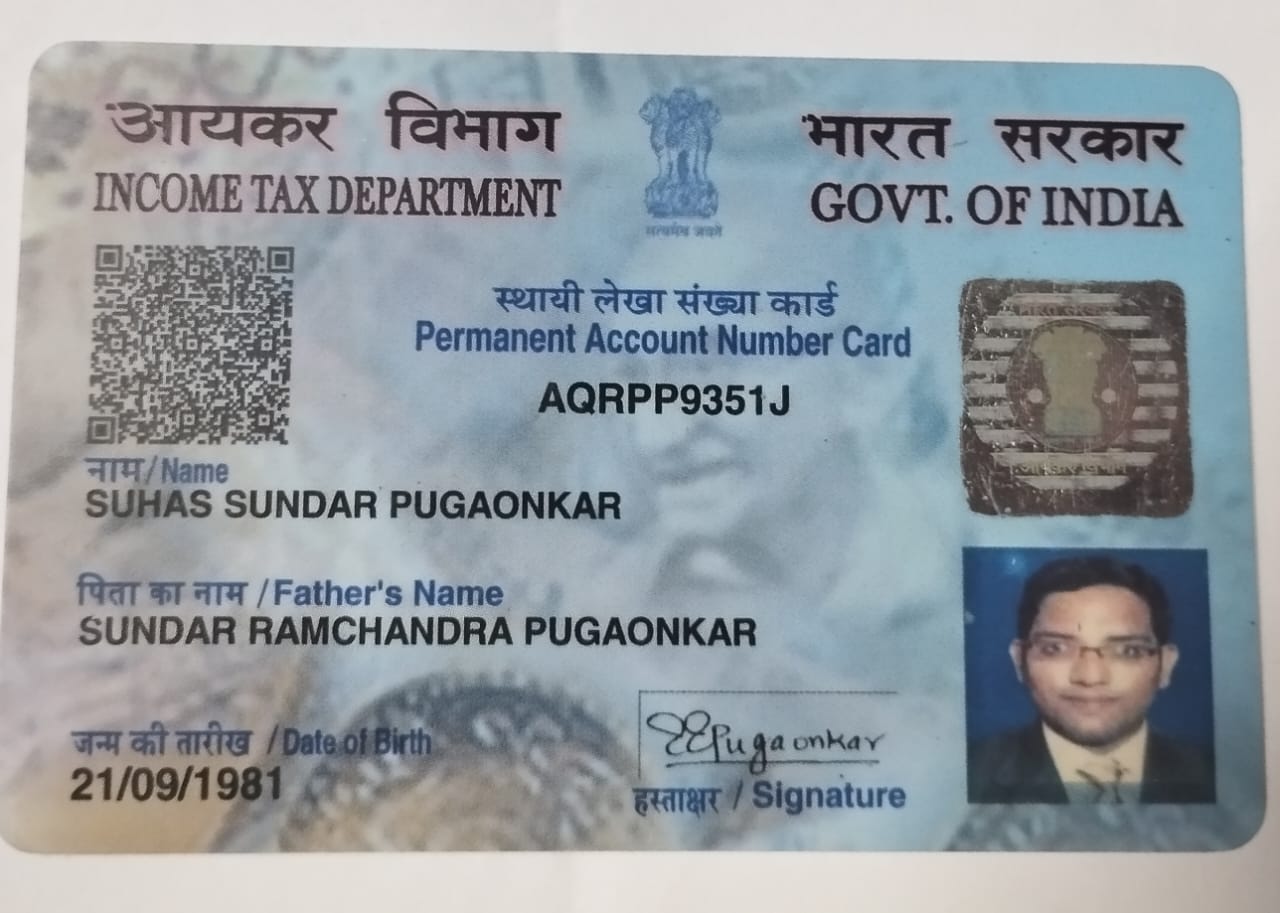 आयकर विभाग
INCOME TAX DEPARTMENT
सत्यमेव जयते
भारत सरकार
GOVT. OF INDIA
स्थायी लेखा संख्या कार्ड
Permanent Account Number Card
AQRPP9351J
नाम / Name
SUHAS SUNDAR PUGAONKAR
पिता का नाम / Father's Name
SUNDAR RAMCHANDRA PUGAONKAR
जन्म की तारीख / Date of Birth
21/09/1981
Pugaonkar
हस्ताक्षर / Signature